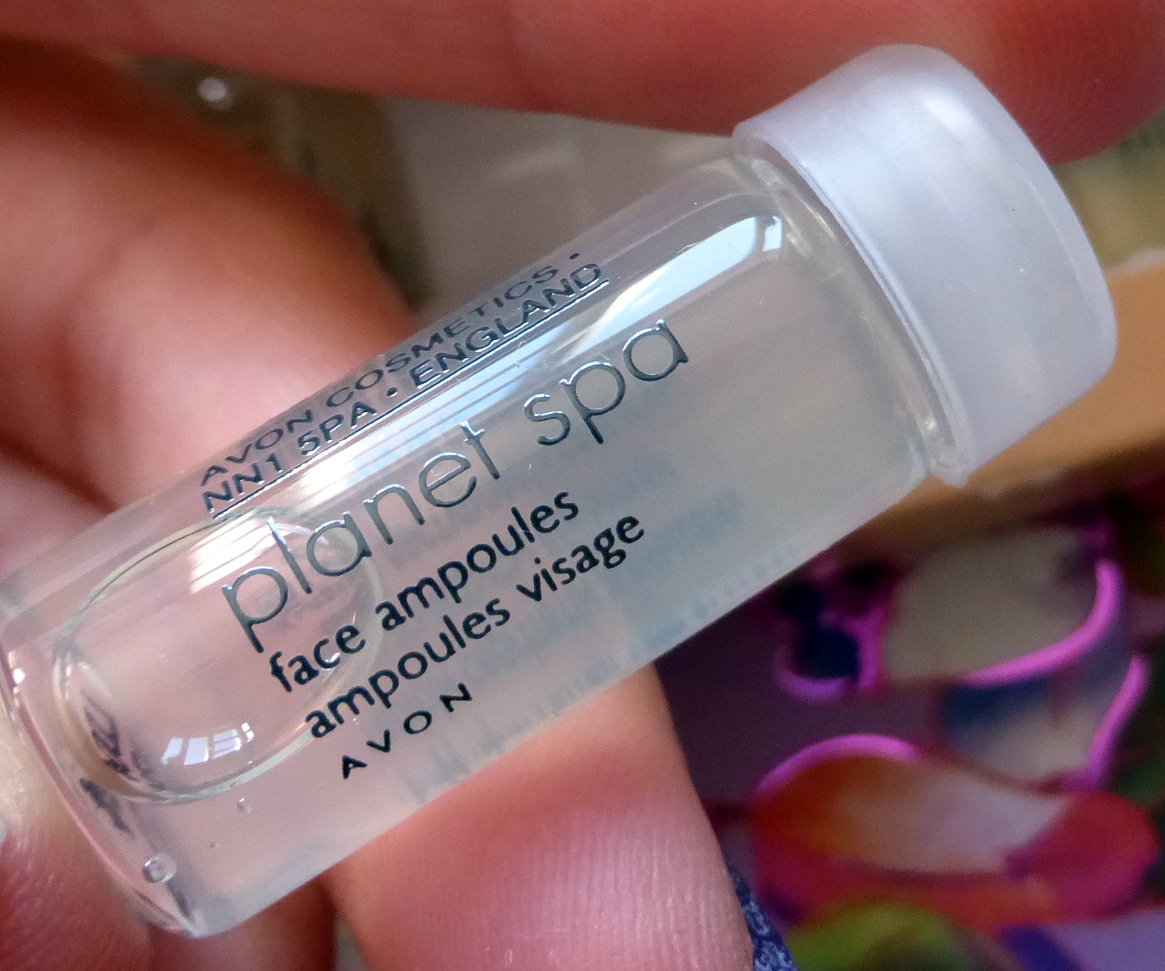 AVON COSMETICS •
NN1 5PA • ENGLAND
planet spa
face ampoules
ampoules visage
AVON